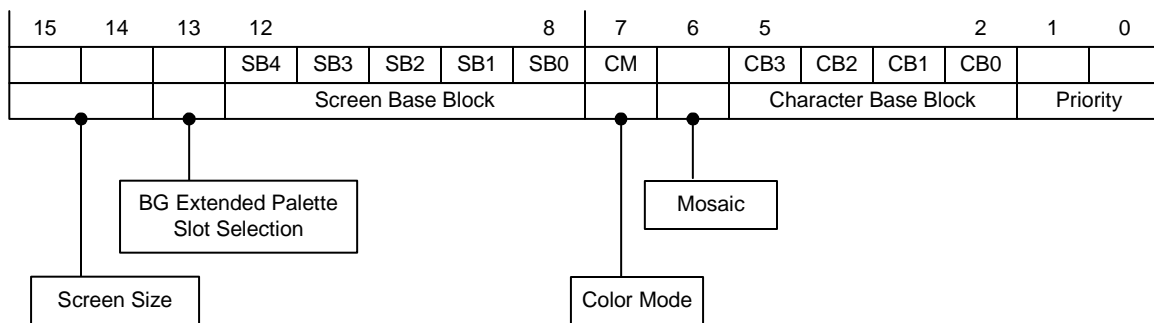 15 14 13 12 8 7 6 5 2 1 0
SB4 SB3 SB2 SB1 SB0 CM CB3 CB2 CB1 CB0
Screen Base Block Character Base Block Priority
BG Extended Palette
Slot Selection
Mosaic
Screen Size Color Mode